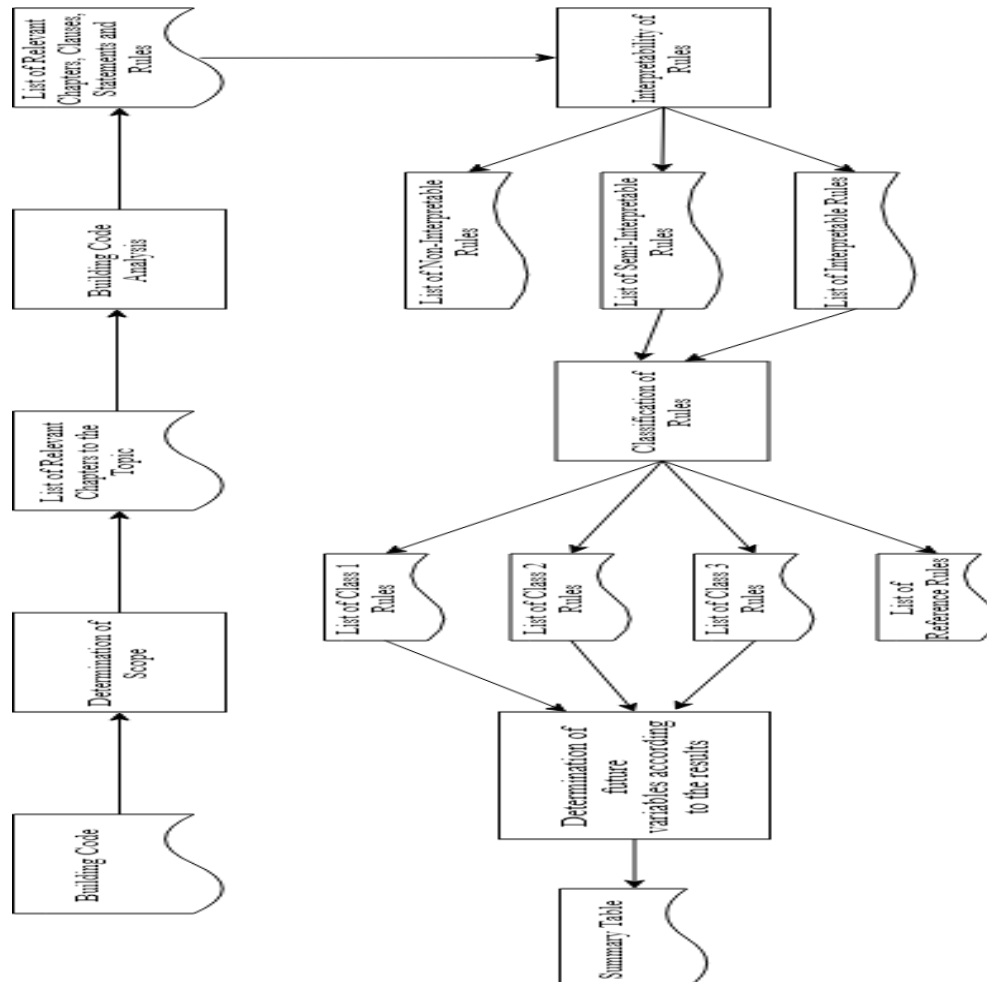 Building Code
Determination of
Scope
List of Relevant
Chapters to the
Topic
Building Code
Analysis
List of Relevant
Chapters, Clauses,
Statements and
Rules
Interpretability of
Rules
List of Non-Interpretable
Rules
List of Semi-Interpretable
Rules
List of Interpretable Rules
Classification of
Rules
List of Class 1
Rules
List of Class 2
Rules
List of Class 3
Rules
List of
Reference Rules
Determination of
future
variables according
to the results
Summary Table